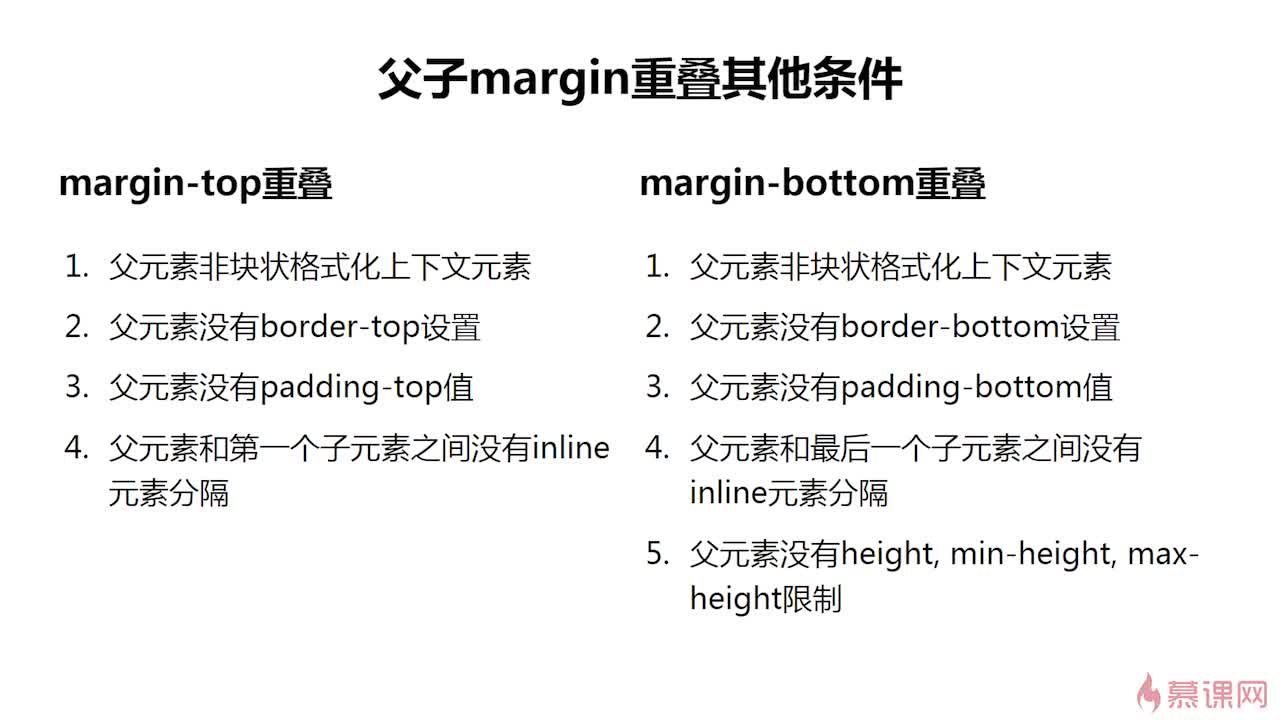 父子margin重叠其他条件
margin-top重叠
1. 父元素非块状格式化上下文元素
2. 父元素没有border-top设置
3. 父元素没有padding-top值
4. 父元素和第一个子元素之间没有inline
元素分隔
margin-bottom重叠
1. 父元素非块状格式化上下文元素
2. 父元素没有border-bottom设置
3. 父元素没有padding-bottom值
4. 父元素和最后一个子元素之间没有
inline元素分隔
5. 父元素没有height, min-height, max-
height限制
慕课网